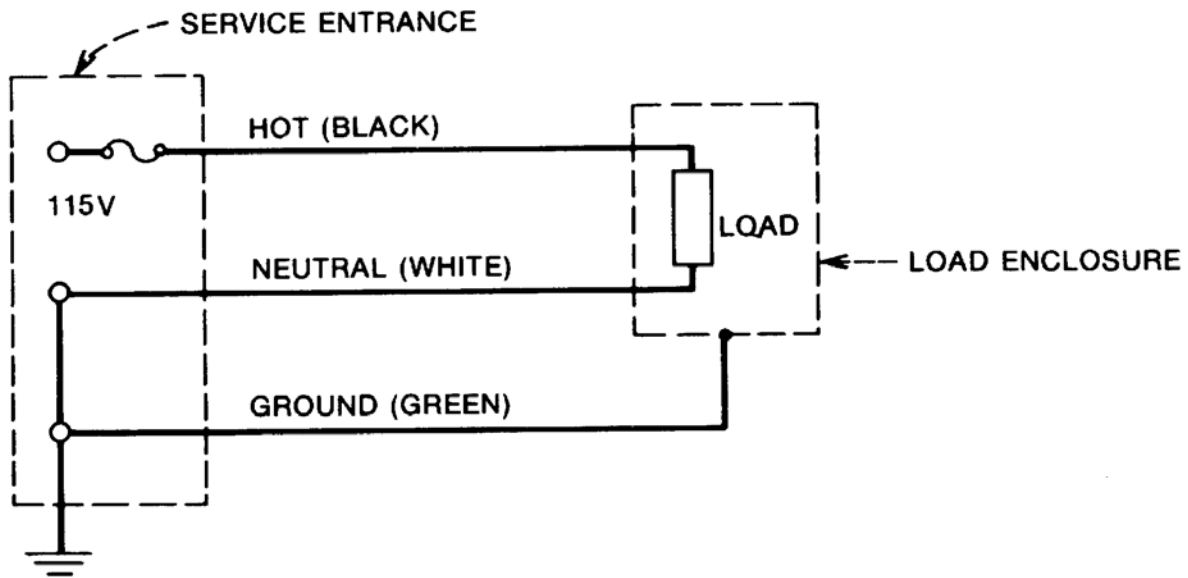 SERVICE ENTRANCE
HOT (BLACK)
115V
LOAD
NEUTRAL (WHITE)
LOAD ENCLOSURE
GROUND (GREEN)